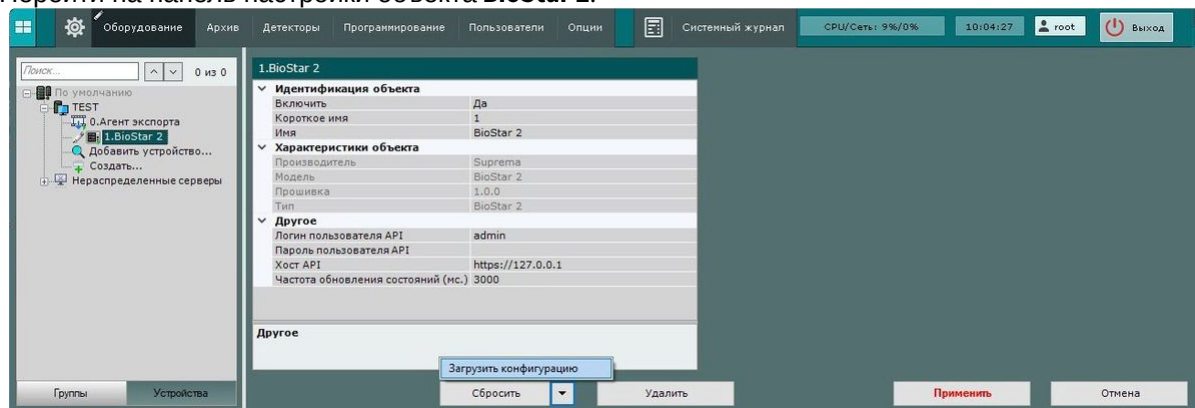 Перейти на панель настройки объекта BioStar 2.
Оборудование Архив Детекторы Программирование Пользователи Опции Системный журнал CPU/Сеть: 9%/0% 10:04:27 root Выход
Поиск... 0 из 0
По умолчанию
TEST
0.Агент экспорта
1.BioStar 2
Добавить устройство...
Создать...
Нераспределенные серверы
Группы Устройства
1.BioStar 2
Идентификация объекта
Включить Да
Короткое имя 1
Имя BioStar 2
Характеристики объекта
Производитель Suprema
Модель BioStar 2
Прошивка 1.0.0
Тип BioStar 2
Другое
Логин пользователя API admin
Пароль пользователя API
Хост API https://127.0.0.1
Частота обновления состояний (мс.) 3000
Другое
Загрузить конфигурацию
Сбросить Удалить Применить Отмена